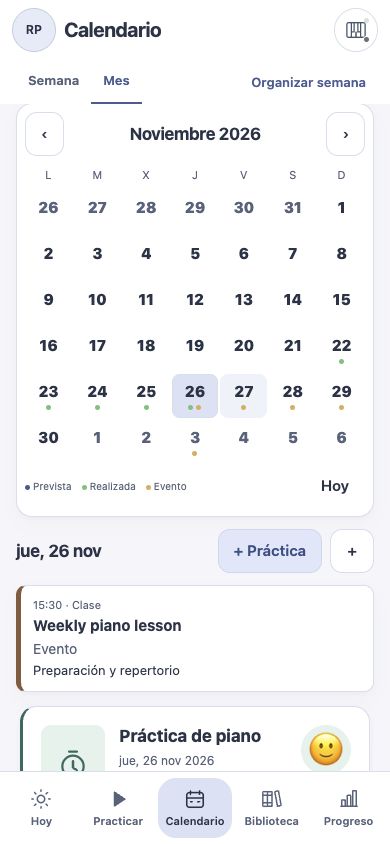 RP Calendario
Semana Mes Organizar semana
‹ Noviembre 2026 ›
L M X J V S D
26 27 28 29 30 31 1
2 3 4 5 6 7 8
9 10 11 12 13 14 15
16 17 18 19 20 21 22
23 24 25 26 27 28 29
30 1 2 3 4 5 6
Prevista Realizada Evento Hoy
jue, 26 nov + Práctica +
15:30 · Clase
Weekly piano lesson
Evento
Preparación y repertorio
Práctica de piano
jue, 26 nov 2026
Hoy Practicar Calendario Biblioteca Progreso